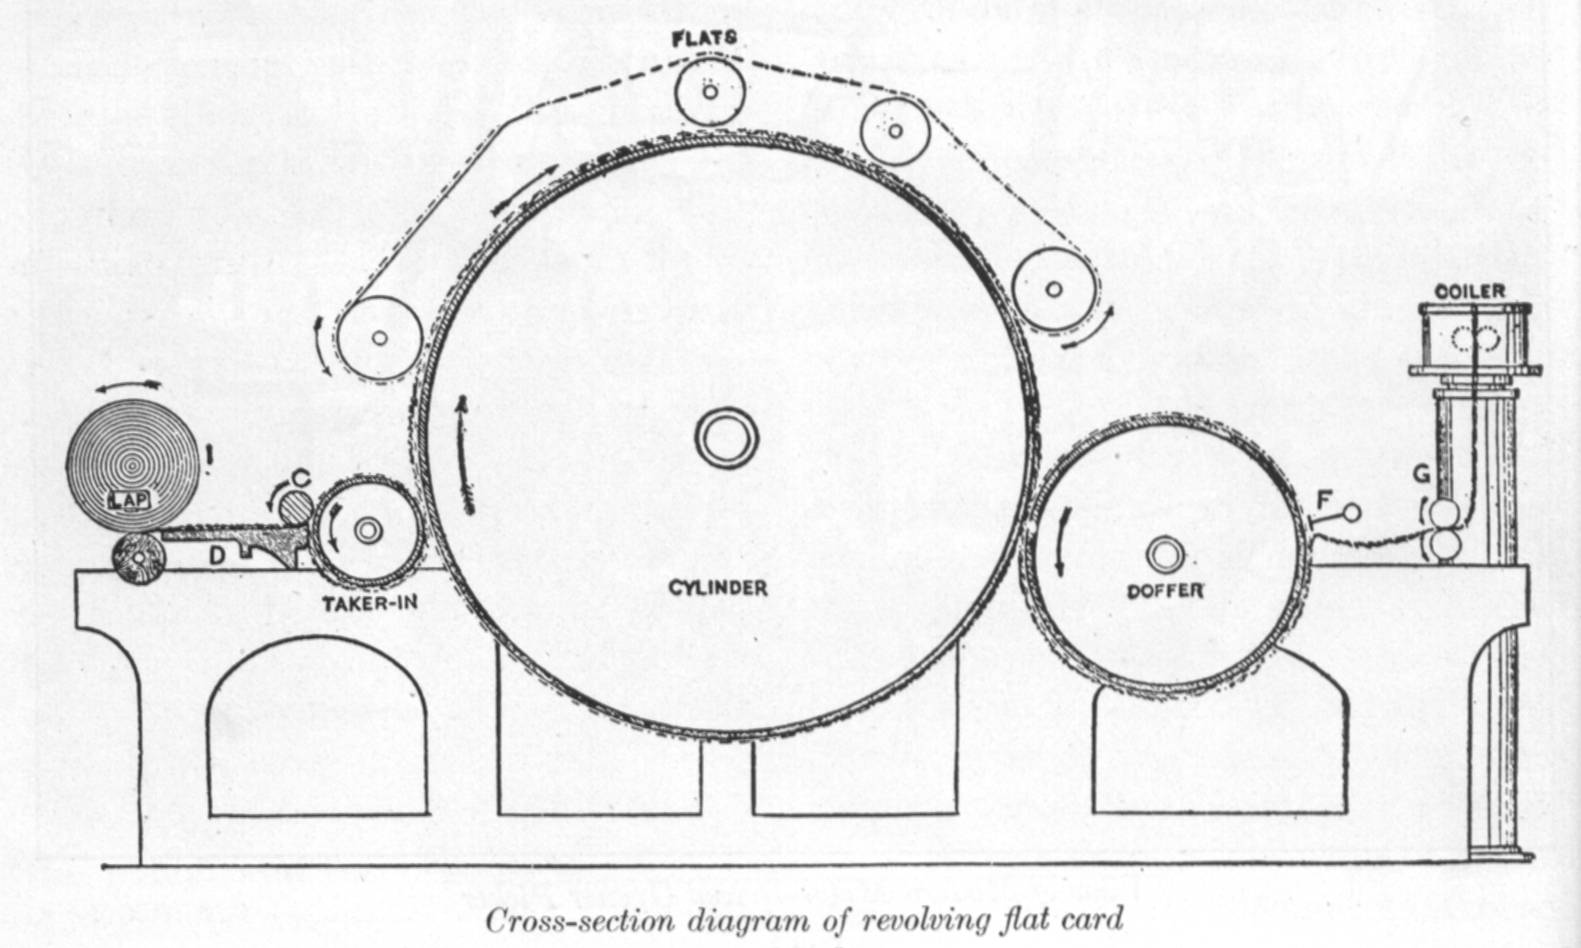 FLATS
COILER
LAP
C
D
TAKER-IN
CYLINDER
DOFFER
F
G
Cross-section diagram of revolving flat card